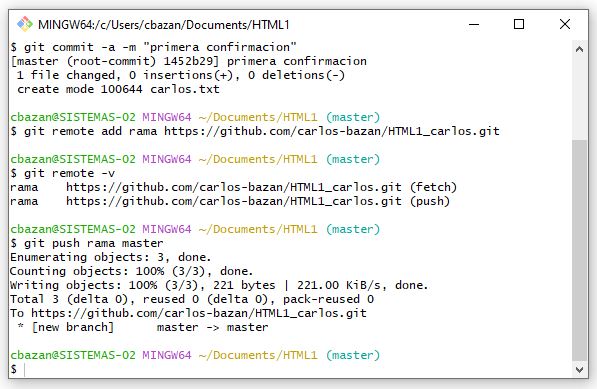 MINGW64:/c/Users/cbazan/Documents/HTML1
$ git commit -a -m "primera confirmacion"
[master (root-commit) 1452b29] primera confirmacion
 1 file changed, 0 insertions(+), 0 deletions(-)
 create mode 100644 carlos.txt
cbazan@SISTEMAS-02 MINGW64 ~/Documents/HTML1 (master)
$ git remote add rama https://github.com/carlos-bazan/HTML1_carlos.git
cbazan@SISTEMAS-02 MINGW64 ~/Documents/HTML1 (master)
$ git remote -v
rama    https://github.com/carlos-bazan/HTML1_carlos.git (fetch)
rama    https://github.com/carlos-bazan/HTML1_carlos.git (push)
cbazan@SISTEMAS-02 MINGW64 ~/Documents/HTML1 (master)
$ git push rama master
Enumerating objects: 3, done.
Counting objects: 100% (3/3), done.
Writing objects: 100% (3/3), 221 bytes | 221.00 KiB/s, done.
Total 3 (delta 0), reused 0 (delta 0), pack-reused 0
To https://github.com/carlos-bazan/HTML1_carlos.git
 * [new branch]      master -> master
cbazan@SISTEMAS-02 MINGW64 ~/Documents/HTML1 (master)
$